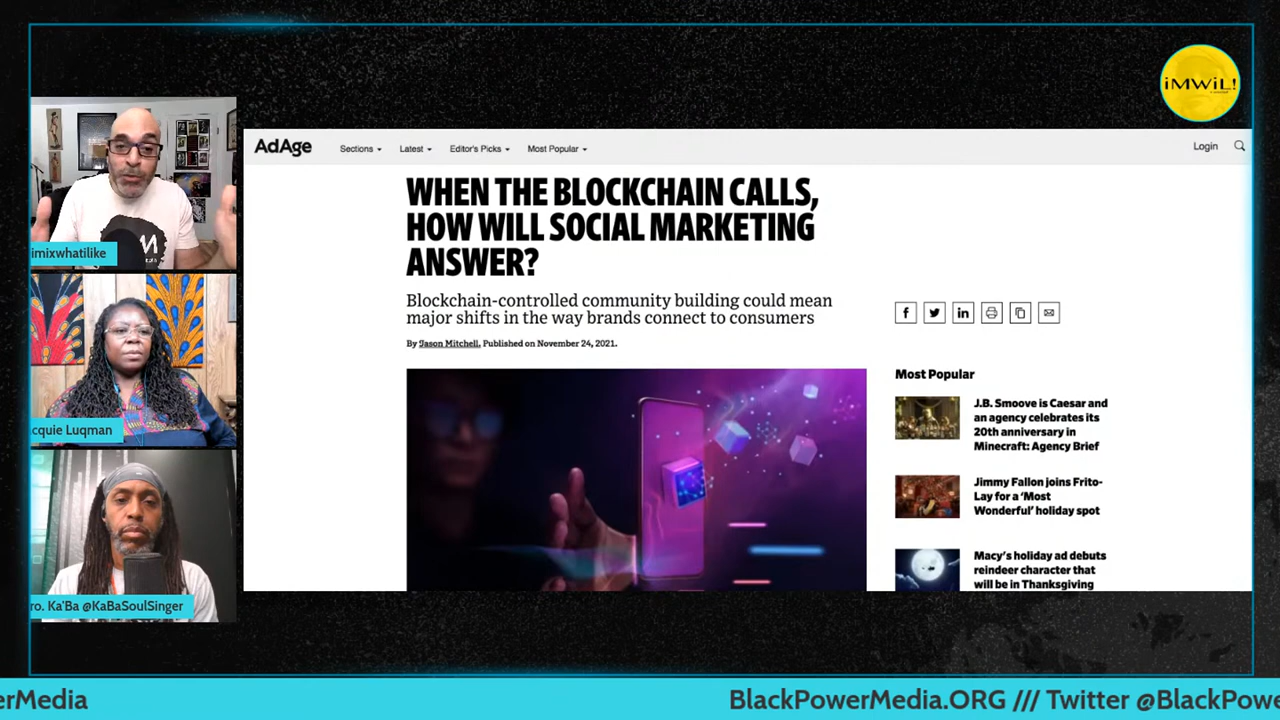 iMWiL!
imixwhatilike
cquie Luqman
ro. Ka'Ba @KaBaSoulSinger
AdAge
Sections
Latest
Editor's Picks
Most Popular
Login
WHEN THE BLOCKCHAIN CALLS,
HOW WILL SOCIAL MARKETING
ANSWER?
Blockchain-controlled community building could mean
major shifts in the way brands connect to consumers
By Jason Mitchell. Published on November 24, 2021.
Most Popular
J.B. Smoove is Caesar and
an agency celebrates its
20th anniversary in
Minecraft: Agency Brief
Jimmy Fallon joins Frito-
Lay for a ‘Most
Wonderful’ holiday spot
Macy’s holiday ad debuts
reindeer character that
will be in Thanksgiving
erMedia
BlackPowerMedia.ORG /// Twitter @BlackPowe